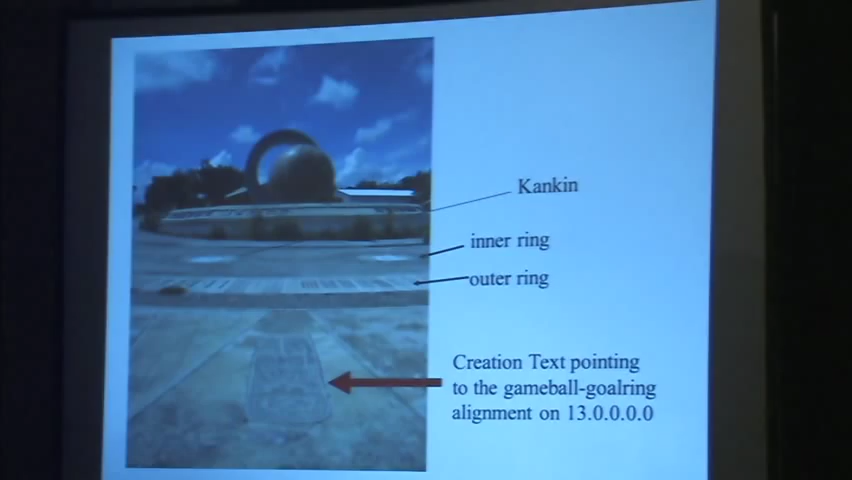 Kankin
inner ring
outer ring
Creation Text pointing
to the gameball-goalring
alignment on 13.0.0.0.0